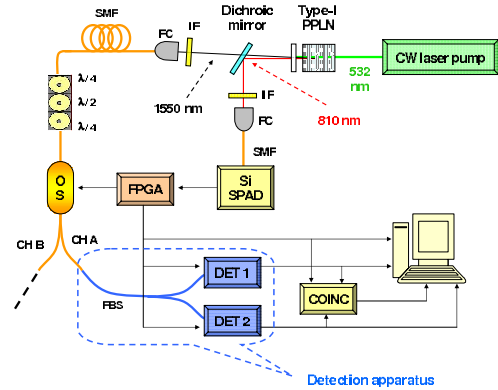 SMF
FC
IF
Dichroic
mirror
Type-I
PPLN
CW laser pump
532
nm
1550 nm
810 nm
IF
FC
SMF
λ/4
λ/2
λ/4
O
S
FPGA
Si
SPAD
CH B
CH A
FBS
DET 1
DET 2
COINC
Detection apparatus